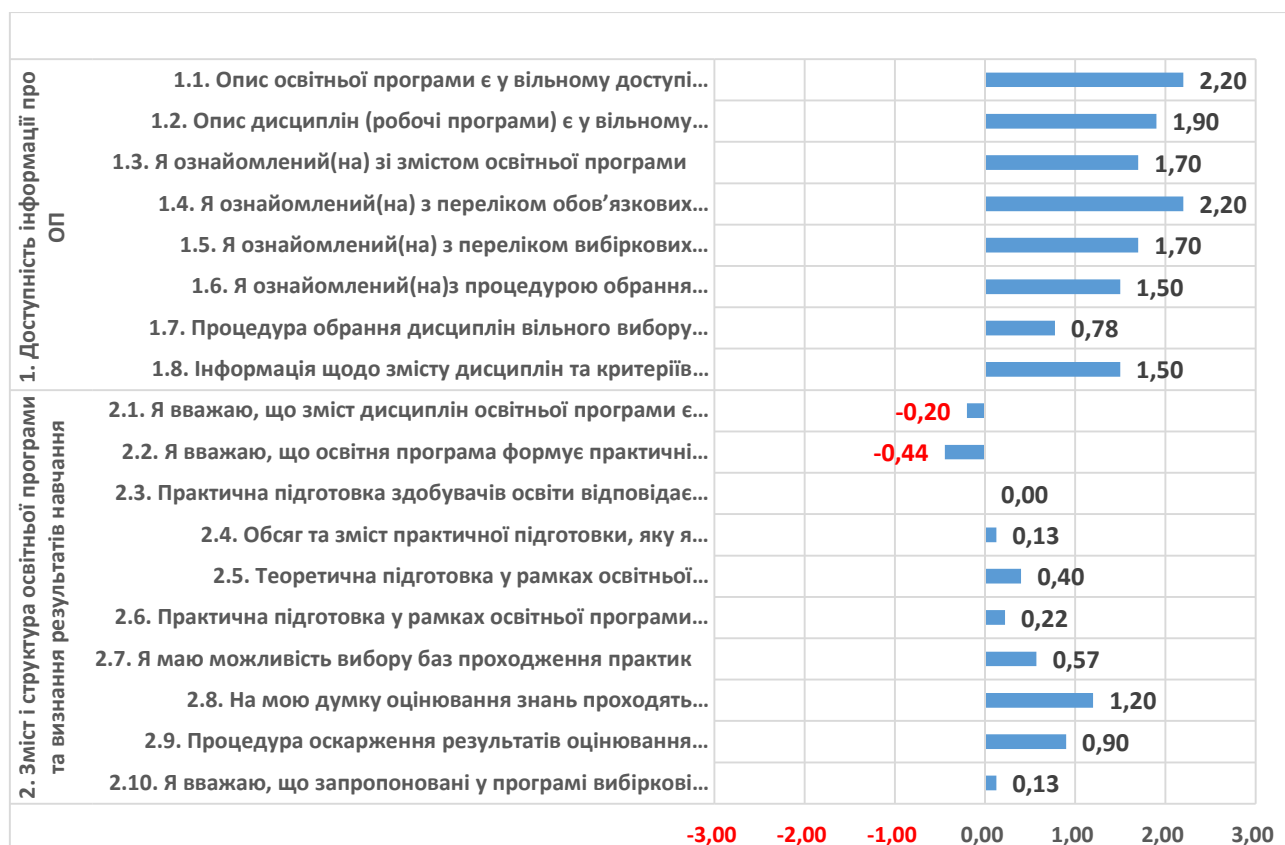 1. Доступність інформації про
ОП
1.1. Опис освітньої програми є у вільному доступі…
2,20
1.2. Опис дисциплін (робочі програми) є у вільному…
1,90
1.3. Я ознайомлений(на) зі змістом освітньої програми
1,70
1.4. Я ознайомлений(на) з переліком обов’язкових…
2,20
1.5. Я ознайомлений(на) з переліком вибіркових…
1,70
1.6. Я ознайомлений(на)з процедурою обрання…
1,50
1.7. Процедура обрання дисциплін вільного вибору…
0,78
1.8. Інформація щодо змісту дисциплін та критеріїв…
1,50
2. Зміст і структура освітньої програми
та визнання результатів навчання
2.1. Я вважаю, що зміст дисциплін освітньої програми є…
-0,20
2.2. Я вважаю, що освітня програма формує практичні…
-0,44
2.3. Практична підготовка здобувачів освіти відповідає…
0,00
2.4. Обсяг та зміст практичної підготовки, яку я…
0,13
2.5. Теоретична підготовка у рамках освітньої…
0,40
2.6. Практична підготовка у рамках освітньої програми…
0,22
2.7. Я маю можливість вибору баз проходження практик
0,57
2.8. На мою думку оцінювання знань проходять…
1,20
2.9. Процедура оскарження результатів оцінювання…
0,90
2.10. Я вважаю, що запропоновані у програмі вибіркові…
0,13
-3,00 -2,00 -1,00 0,00 1,00 2,00 3,00